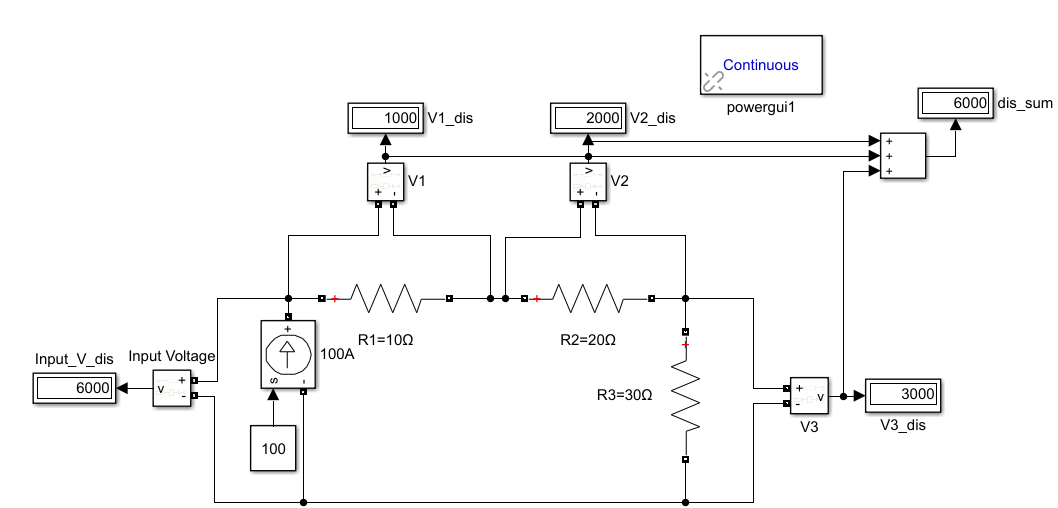 Continuous
powergui1
6000 dis_sum
1000 V1_dis
2000 V2_dis
+
+
+
v
V1
+ -
v
V2
+ -
R1=10Ω
R2=20Ω
+
100A
s -
Input_V_dis
Input Voltage
6000
v + -
100
R3=30Ω
+ - v
V3
3000
V3_dis